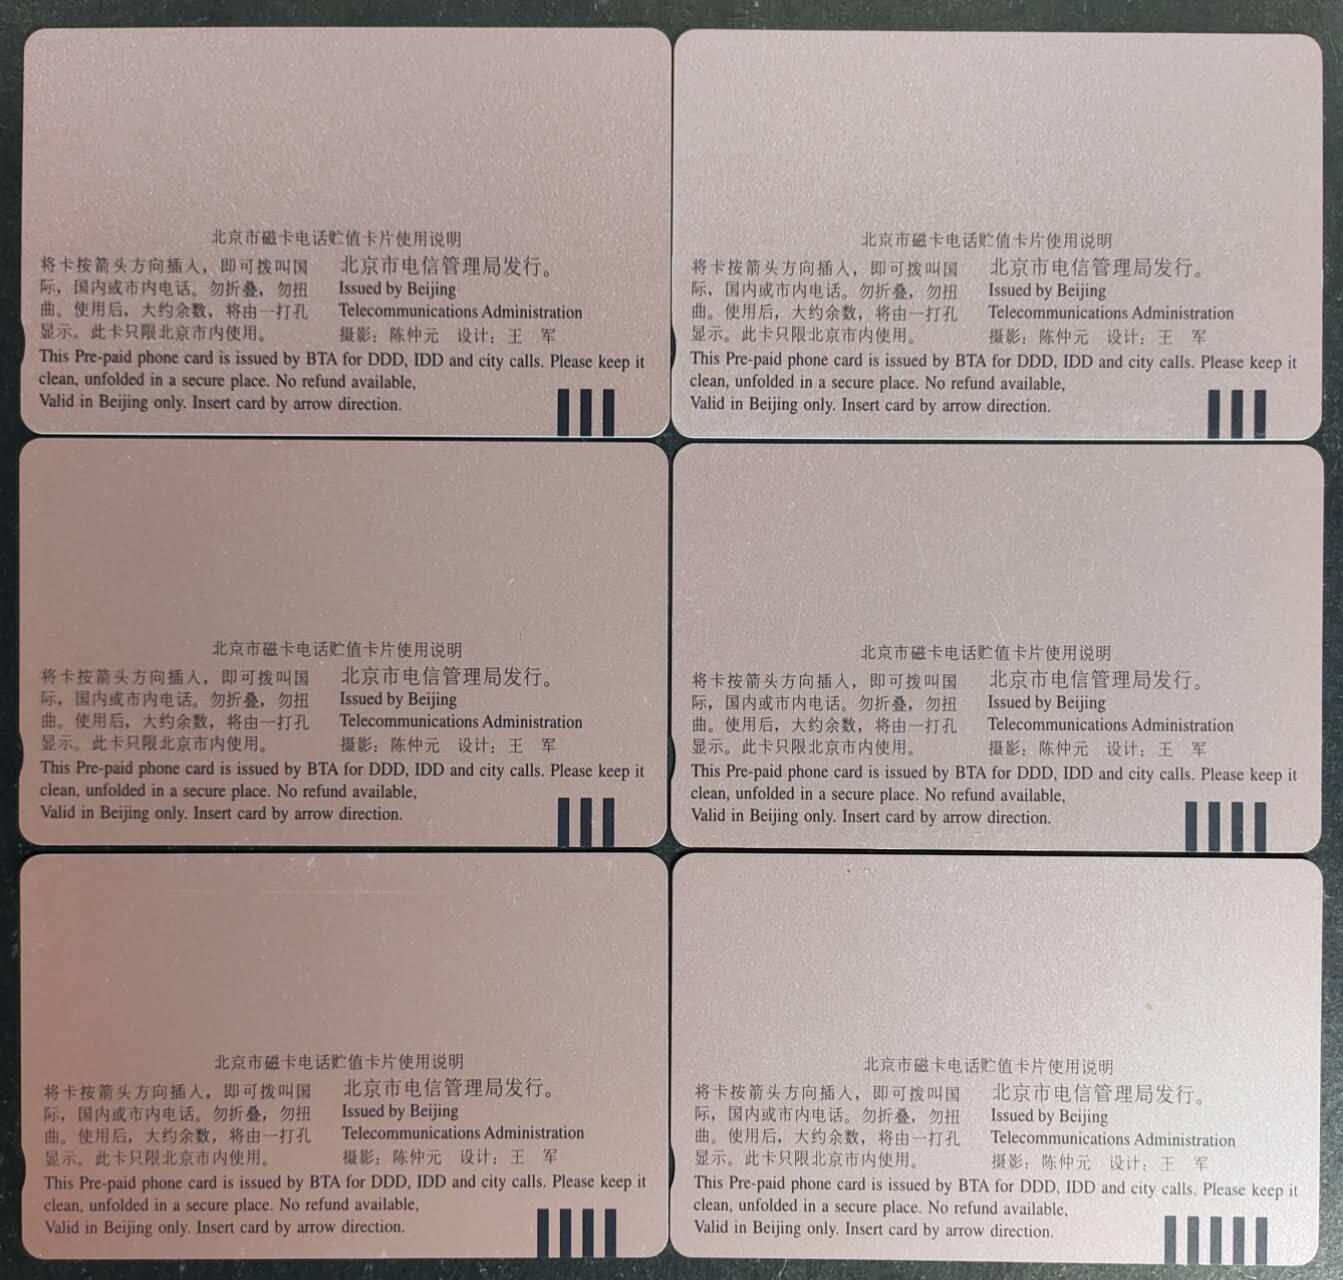 北京市磁卡电话贮值卡片使用说明
将卡按箭头方向插入，即可拨叫国
际，国内或市内电话。勿折叠，勿扭
曲。使用后，大约余数，将由一打孔
显示。此卡只限北京市内使用。
北京市电信管理局发行。
Issued by Beijing
Telecommunications Administration
摄影：陈仲元 设计：王 军
This Pre-paid phone card is issued by BTA for DDD, IDD and city calls. Please keep it
clean, unfolded in a secure place. No refund available,
Valid in Beijing only. Insert card by arrow direction.
北京市磁卡电话贮值卡片使用说明
将卡按箭头方向插入，即可拨叫国
际，国内或市内电话。勿折叠，勿扭
曲。使用后，大约余数，将由一打孔
显示。此卡只限北京市内使用。
北京市电信管理局发行。
Issued by Beijing
Telecommunications Administration
摄影：陈仲元 设计：王 军
This Pre-paid phone card is issued by BTA for DDD, IDD and city calls. Please keep it
clean, unfolded in a secure place. No refund available,
Valid in Beijing only. Insert card by arrow direction.
北京市磁卡电话贮值卡片使用说明
将卡按箭头方向插入，即可拨叫国
际，国内或市内电话。勿折叠，勿扭
曲。使用后，大约余数，将由一打孔
显示。此卡只限北京市内使用。
北京市电信管理局发行。
Issued by Beijing
Telecommunications Administration
摄影：陈仲元 设计：王 军
This Pre-paid phone card is issued by BTA for DDD, IDD and city calls. Please keep it
clean, unfolded in a secure place. No refund available,
Valid in Beijing only. Insert card by arrow direction.
北京市磁卡电话贮值卡片使用说明
将卡按箭头方向插入，即可拨叫国
际，国内或市内电话。勿折叠，勿扭
曲。使用后，大约余数，将由一打孔
显示。此卡只限北京市内使用。
北京市电信管理局发行。
Issued by Beijing
Telecommunications Administration
摄影：陈仲元 设计：王 军
This Pre-paid phone card is issued by BTA for DDD, IDD and city calls. Please keep it
clean, unfolded in a secure place. No refund available,
Valid in Beijing only. Insert card by arrow direction.
北京市磁卡电话贮值卡片使用说明
将卡按箭头方向插入，即可拨叫国
际，国内或市内电话。勿折叠，勿扭
曲。使用后，大约余数，将由一打孔
显示。此卡只限北京市内使用。
北京市电信管理局发行。
Issued by Beijing
Telecommunications Administration
摄影：陈仲元 设计：王 军
This Pre-paid phone card is issued by BTA for DDD, IDD and city calls. Please keep it
clean, unfolded in a secure place. No refund available,
Valid in Beijing only. Insert card by arrow direction.
北京市磁卡电话贮值卡片使用说明
将卡按箭头方向插入，即可拨叫国
际，国内或市内电话。勿折叠，勿扭
曲。使用后，大约余数，将由一打孔
显示。此卡只限北京市内使用。
北京市电信管理局发行。
Issued by Beijing
Telecommunications Administration
摄影：陈仲元 设计：王 军
This Pre-paid phone card is issued by BTA for DDD, IDD and city calls. Please keep it
clean, unfolded in a secure place. No refund available,
Valid in Beijing only. Insert card by arrow direction.